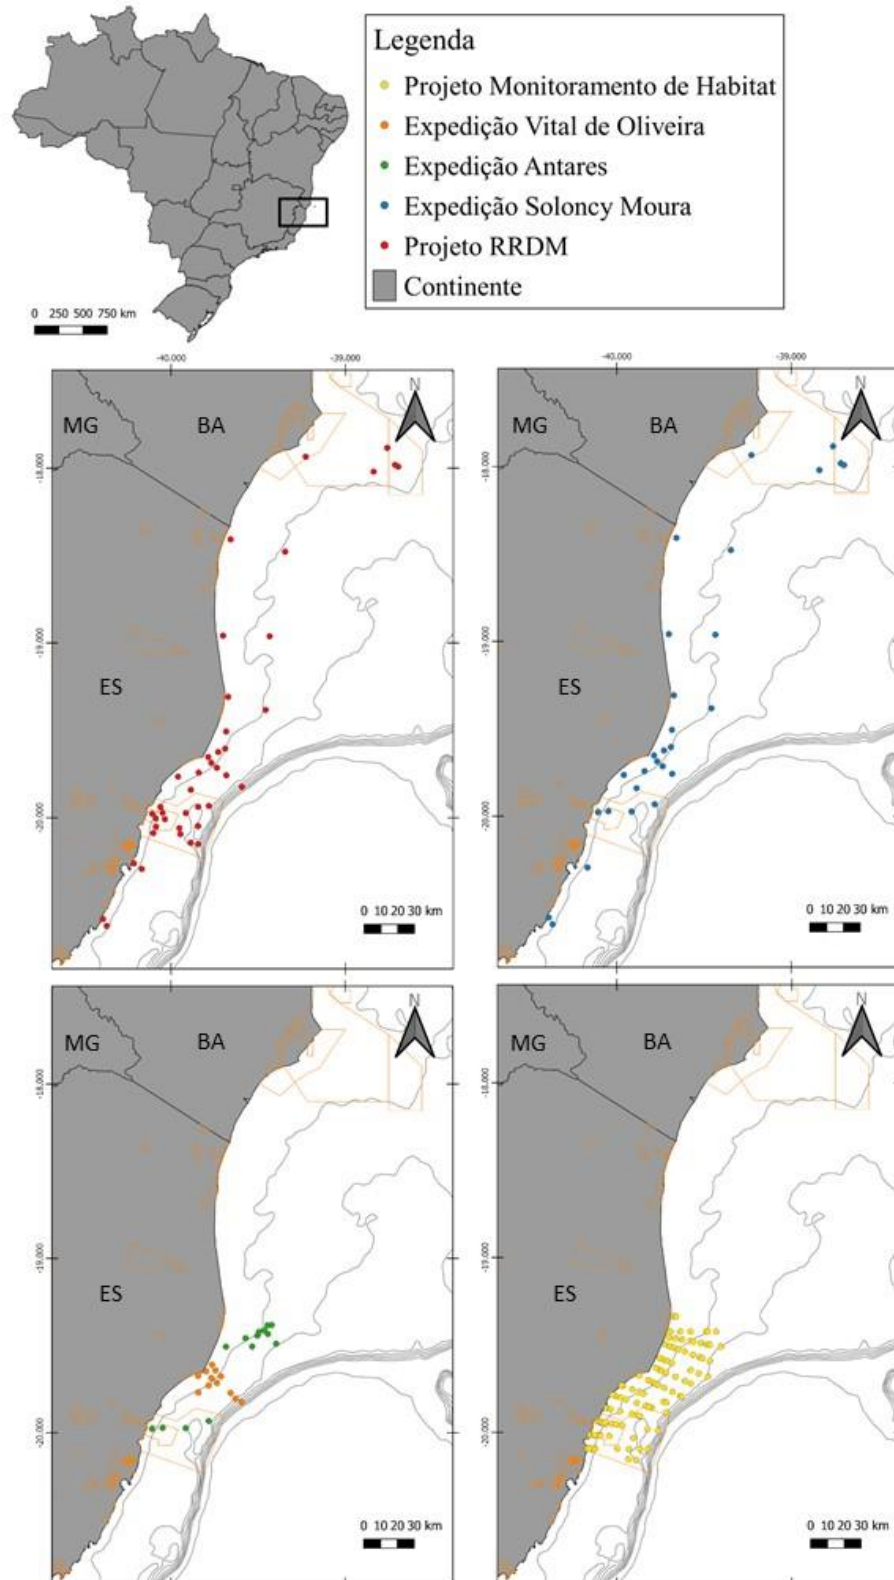 Legenda
Projeto Monitoramento de Habitat
Expedição Vital de Oliveira
Expedição Antares
Expedição Soloncy Moura
Projeto RRDM
Continente
0 250 500 750 km
-40.000 -39.000
-40.000 -39.000
N
MG BA
-18.000
-19.000
ES
-20.000
0 10 20 30 km
N
MG BA
-18.000
-19.000
ES
-20.000
0 10 20 30 km
N
MG BA
-18.000
-19.000
ES
-20.000
0 10 20 30 km
N
MG BA
-18.000
-19.000
ES
-20.000
0 10 20 30 km